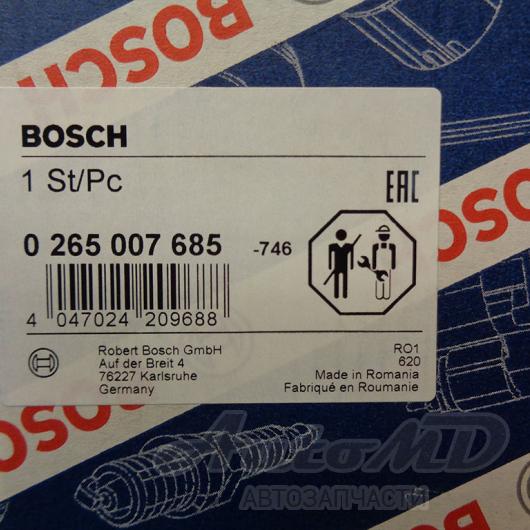 BOSCH
BOSCH
BOSCH
1 St/Pc
EAC
0 265 007 685
-746
4 047024 209688
Robert Bosch GmbH
Auf der Breit 4
76227 Karlsruhe
Germany
RO1
620
Made in Romania
Fabriqué en Roumanie
BOSCH
AutoMD
АВТОЗАПЧАСТИ